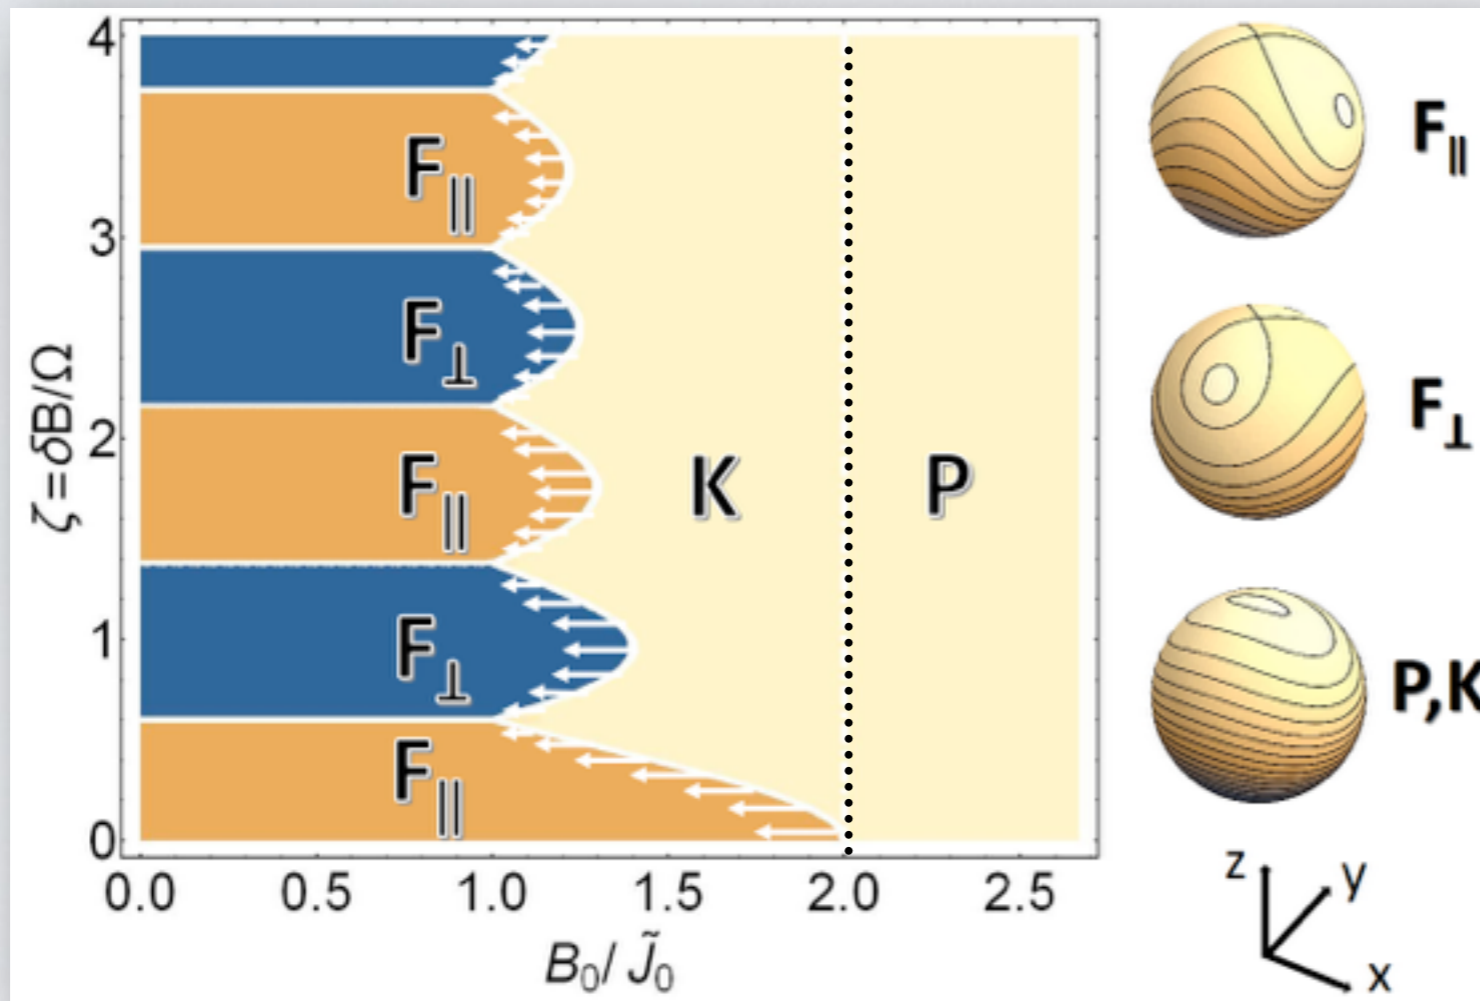 4
3
2
1
0
ζ=δB/Ω
F∥
F⊥
F∥
F⊥
F∥
K
P
0.0 0.5 1.0 1.5 2.0 2.5
B₀/ J̃₀
F∥
F⊥
P,K
z
y
x